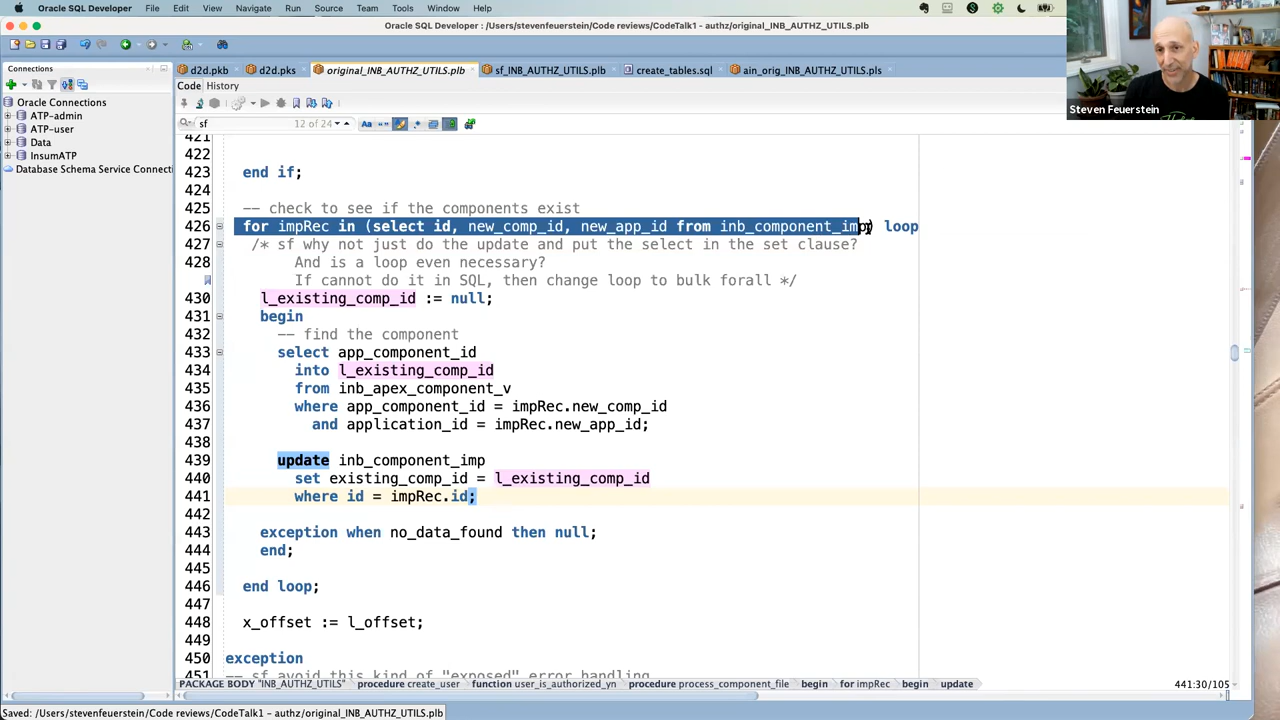 Oracle SQL Developer File Edit View Navigate Run Source Team Tools Window Help
Oracle SQL Developer : /Users/stevenfeuerstein/Code reviews/CodeTalk1 - authz/original_INB_AUTHZ_UTILS.plb
Steven Feuerstein
Connections
Oracle Connections
ATP-admin
ATP-user
Data
InsumATP
Database Schema Service Connecti
d2d.pkb
d2d.pks
original_INB_AUTHZ_UTILS.plb
sf_INB_AUTHZ_UTILS.plb
create_tables.sql
ain_orig_INB_AUTHZ_UTILS.pls
Code History
sf 12 of 24 Aa
421
422
423 end if;
424
425 -- check to see if the components exist
426 for impRec in (select id, new_comp_id, new_app_id from inb_component_imp) loop
427 /* sf why not just do the update and put the select in the set clause?
428 And is a loop even necessary?
If cannot do it in SQL, then change loop to bulk forall */
430 l_existing_comp_id := null;
431 begin
432 -- find the component
433 select app_component_id
434 into l_existing_comp_id
435 from inb_apex_component_v
436 where app_component_id = impRec.new_comp_id
437 and application_id = impRec.new_app_id;
438
439 update inb_component_imp
440 set existing_comp_id = l_existing_comp_id
441 where id = impRec.id;
442
443 exception when no_data_found then null;
444 end;
446 end loop;
447
448 x_offset := l_offset;
449
450 exception
451 -- sf avoid this kind of "exposed" error handling
PACKAGE BODY "INB_AUTHZ_UTILS" procedure create_user function user_is_authorized_yn procedure process_component_file begin for impRec begin update
441:30/105
Saved: /Users/stevenfeuerstein/Code reviews/CodeTalk1 - authz/original_INB_AUTHZ_UTILS.plb